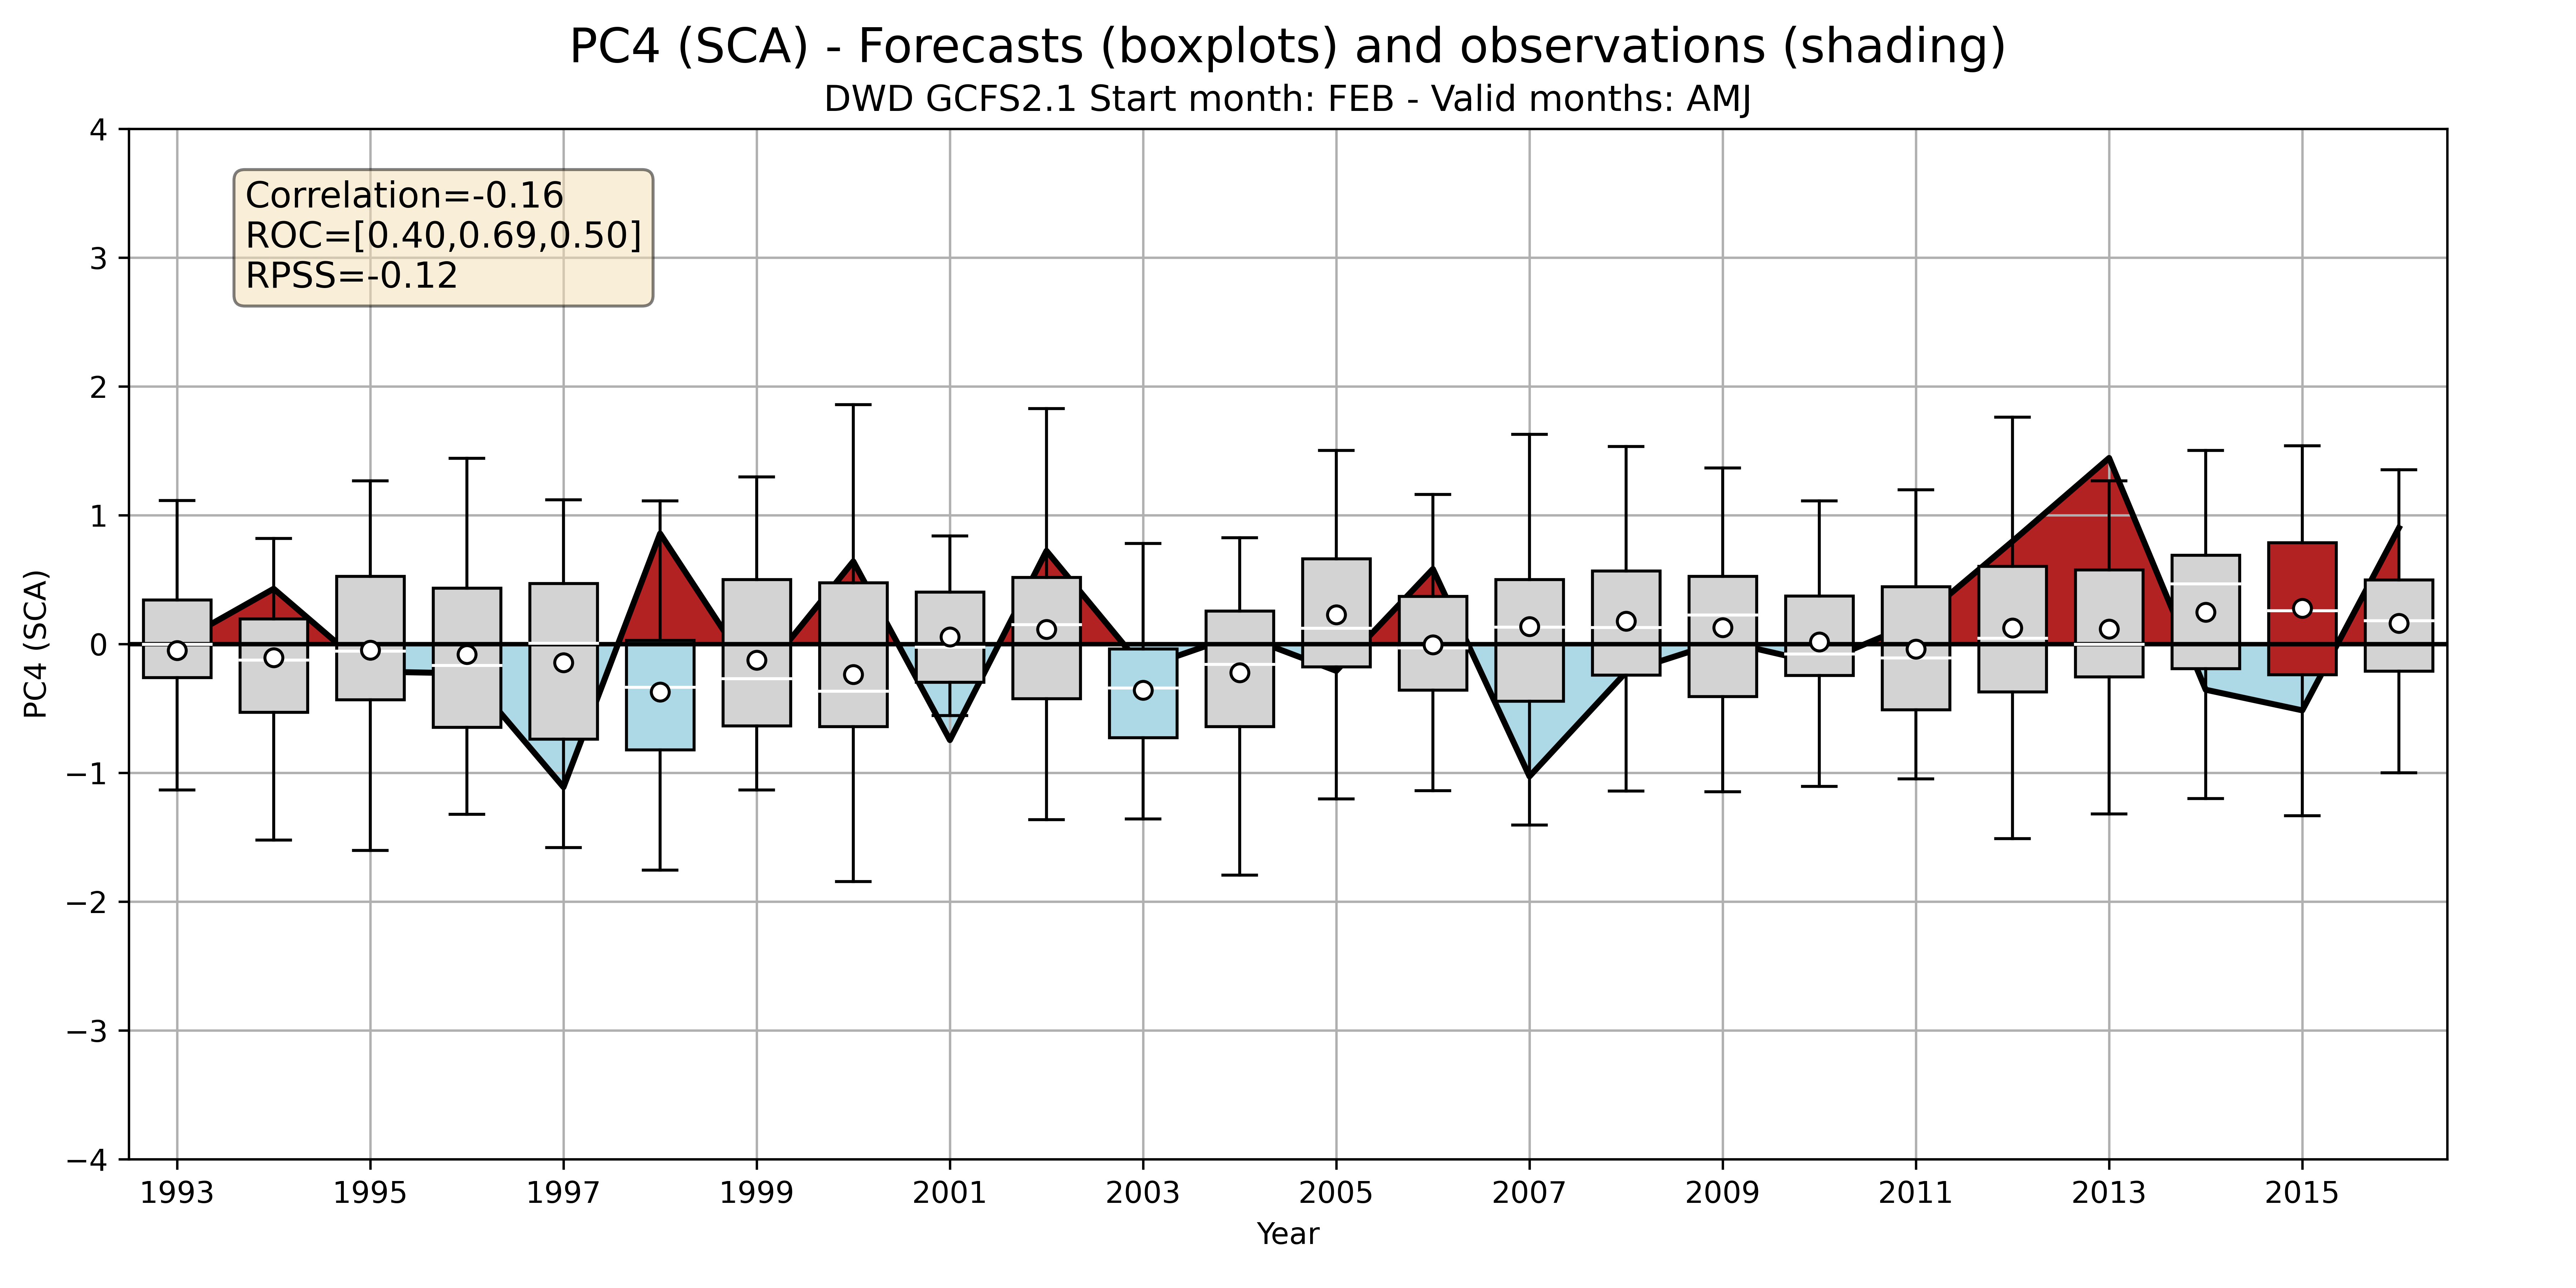 PC4 (SCA) - Forecasts (boxplots) and observations (shading)
DWD GCFS2.1 Start month: FEB - Valid months: AMJ
Correlation=-0.16
ROC=[0.40,0.69,0.50]
RPSS=-0.12
PC4 (SCA)
4
3
2
1
0
−1
−2
−3
−4
1993 1995 1997 1999 2001 2003 2005 2007 2009 2011 2013 2015
Year